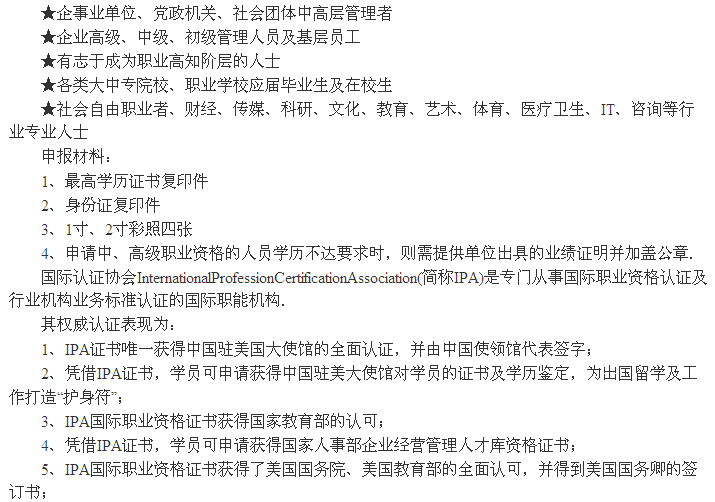 ★企事业单位、党政机关、社会团体中高层管理者
★企业高级、中级、初级管理人员及基层员工
★有志于成为职业高知阶层的人士
★各类大中专院校、职业学校应届毕业生及在校生
★社会自由职业者、财经、传媒、科研、文化、教育、艺术、体育、医疗卫生、IT、咨询等行
业专业人士
申报材料：
1、最高学历证书复印件
2、身份证复印件
3、1寸、2寸彩照四张
4、申请中、高级职业资格的人员学历不达要求时，则需提供单位出具的业绩证明并加盖公章．
国际认证协会InternationalProfessionCertificationAssociation(简称IPA)是专门从事国际职业资格认证及
行业机构业务标准认证的国际职能机构．
其权威认证表现为：
1、IPA证书唯一获得中国驻美国大使馆的全面认证，并由中国使领馆代表签字；
2、凭借IPA证书，学员可申请获得中国驻美大使馆对学员的证书及学历鉴定，为出国留学及工
作打造“护身符”；
3、IPA国际职业资格证书获得国家教育部的认可；
4、凭借IPA证书，学员可申请获得国家人事部企业经营管理人才库资格证书；
5、IPA国际职业资格证书获得了美国国务院、美国教育部的全面认可，并得到美国国务卿的签
订书；